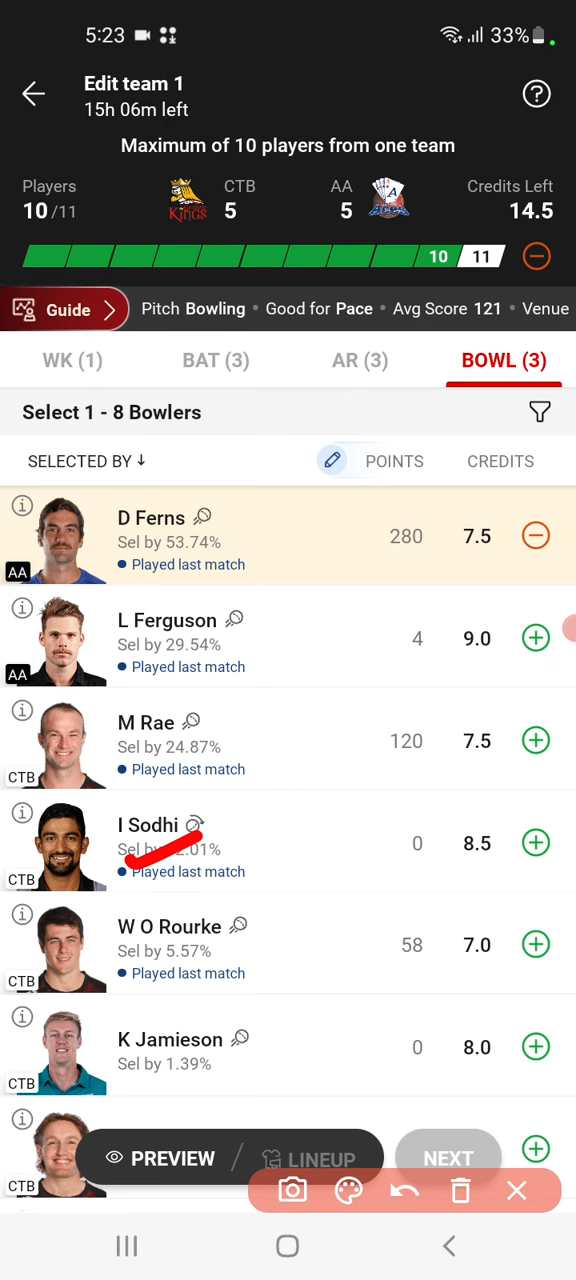 5:23
33%
Edit team 1
15h 06m left
Maximum of 10 players from one team
Players
10/11
KINGS
CTB
5
AA
5
A
ACES
Credits Left
14.5
10
11
Guide
Pitch Bowling • Good for Pace • Avg Score 121 • Venue
WK (1)
BAT (3)
AR (3)
BOWL (3)
Select 1 - 8 Bowlers
SELECTED BY ↓
POINTS
CREDITS
D Ferns
Sel by 53.74%
Played last match
280
7.5
AA
L Ferguson
Sel by 29.54%
Played last match
4
9.0
AA
M Rae
Sel by 24.87%
Played last match
120
7.5
CTB
I Sodhi
Sel by 2.01%
Played last match
0
8.5
CTB
W O Rourke
Sel by 5.57%
Played last match
58
7.0
CTB
K Jamieson
Sel by 1.39%
0
8.0
CTB
CTB
PREVIEW
LINEUP
NEXT